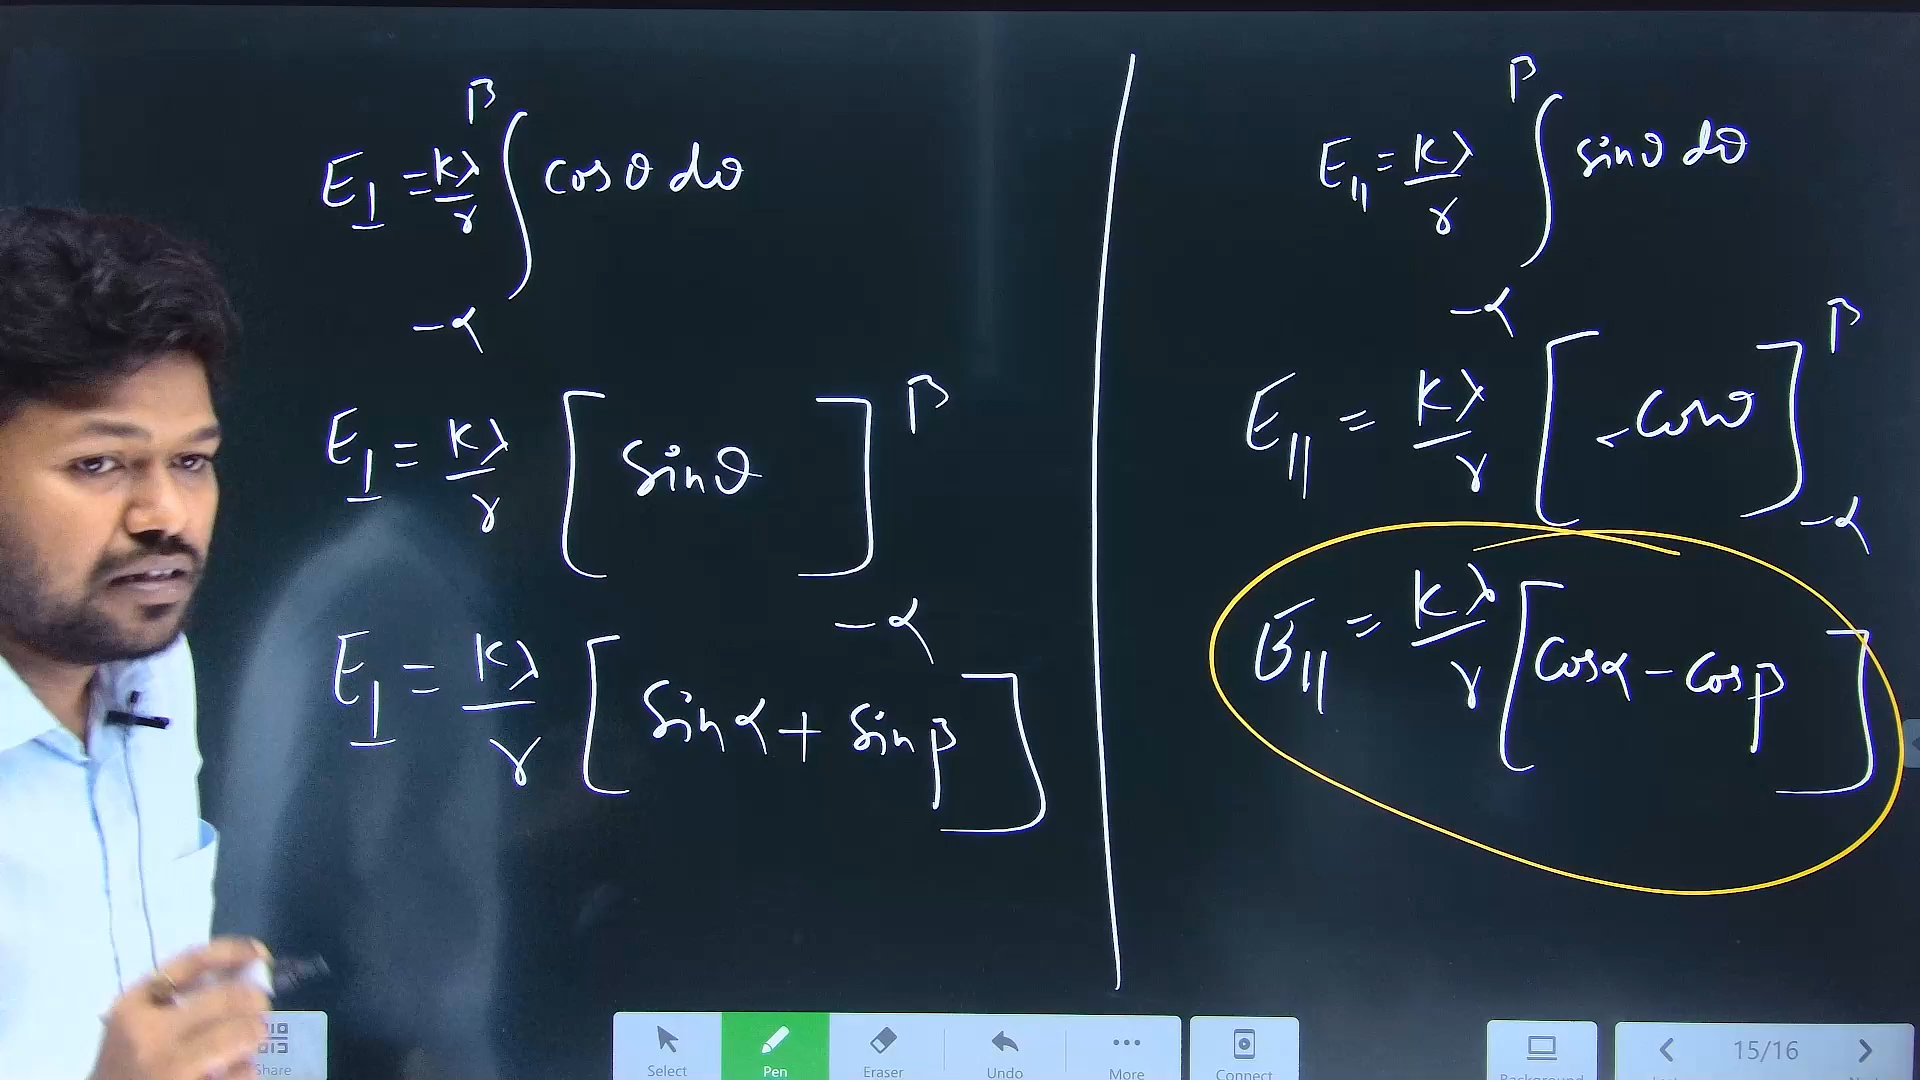 E⊥ = kλ/r ∫_{-α}^{β} cosθ dθ
E⊥ = kλ/r [sinθ]_{-α}^{β}
E⊥ = kλ/r [sinα + sinβ]
E∥ = kλ/r ∫_{-α}^{β} sinθ dθ
E∥ = kλ/r [-cosθ]_{-α}^{β}
E∥ = kλ/r [cosα - cosβ]
Share
Select
Pen
Eraser
Undo
More
Connect
Background
15/16